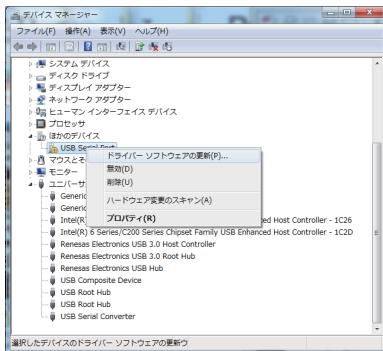 デバイス マネージャー
ファイル(F) 操作(A) 表示(V) ヘルプ(H)
システム デバイス
ディスク ドライブ
ディスプレイ アダプター
ネットワーク アダプター
ヒューマン インターフェイス デバイス
プロセッサ
ほかのデバイス
USB Serial Port
ドライバー ソフトウェアの更新(P)...
マウスとそ
無効(D)
モニター
削除(U)
ユニバーサ
Generic
ハードウェア変更のスキャン(A)
Generic
プロパティ(R)
Intel(R) ed Host Controller - 1C26
Intel(R) 6 Series/C200 Series Chipset Family USB Enhanced Host Controller - 1C2D
Renesas Electronics USB 3.0 Host Controller
Renesas Electronics USB 3.0 Root Hub
Renesas Electronics USB Hub
USB Composite Device
USB Root Hub
USB Root Hub
USB Serial Converter
選択したデバイスのドライバー ソフトウェアの更新ウ